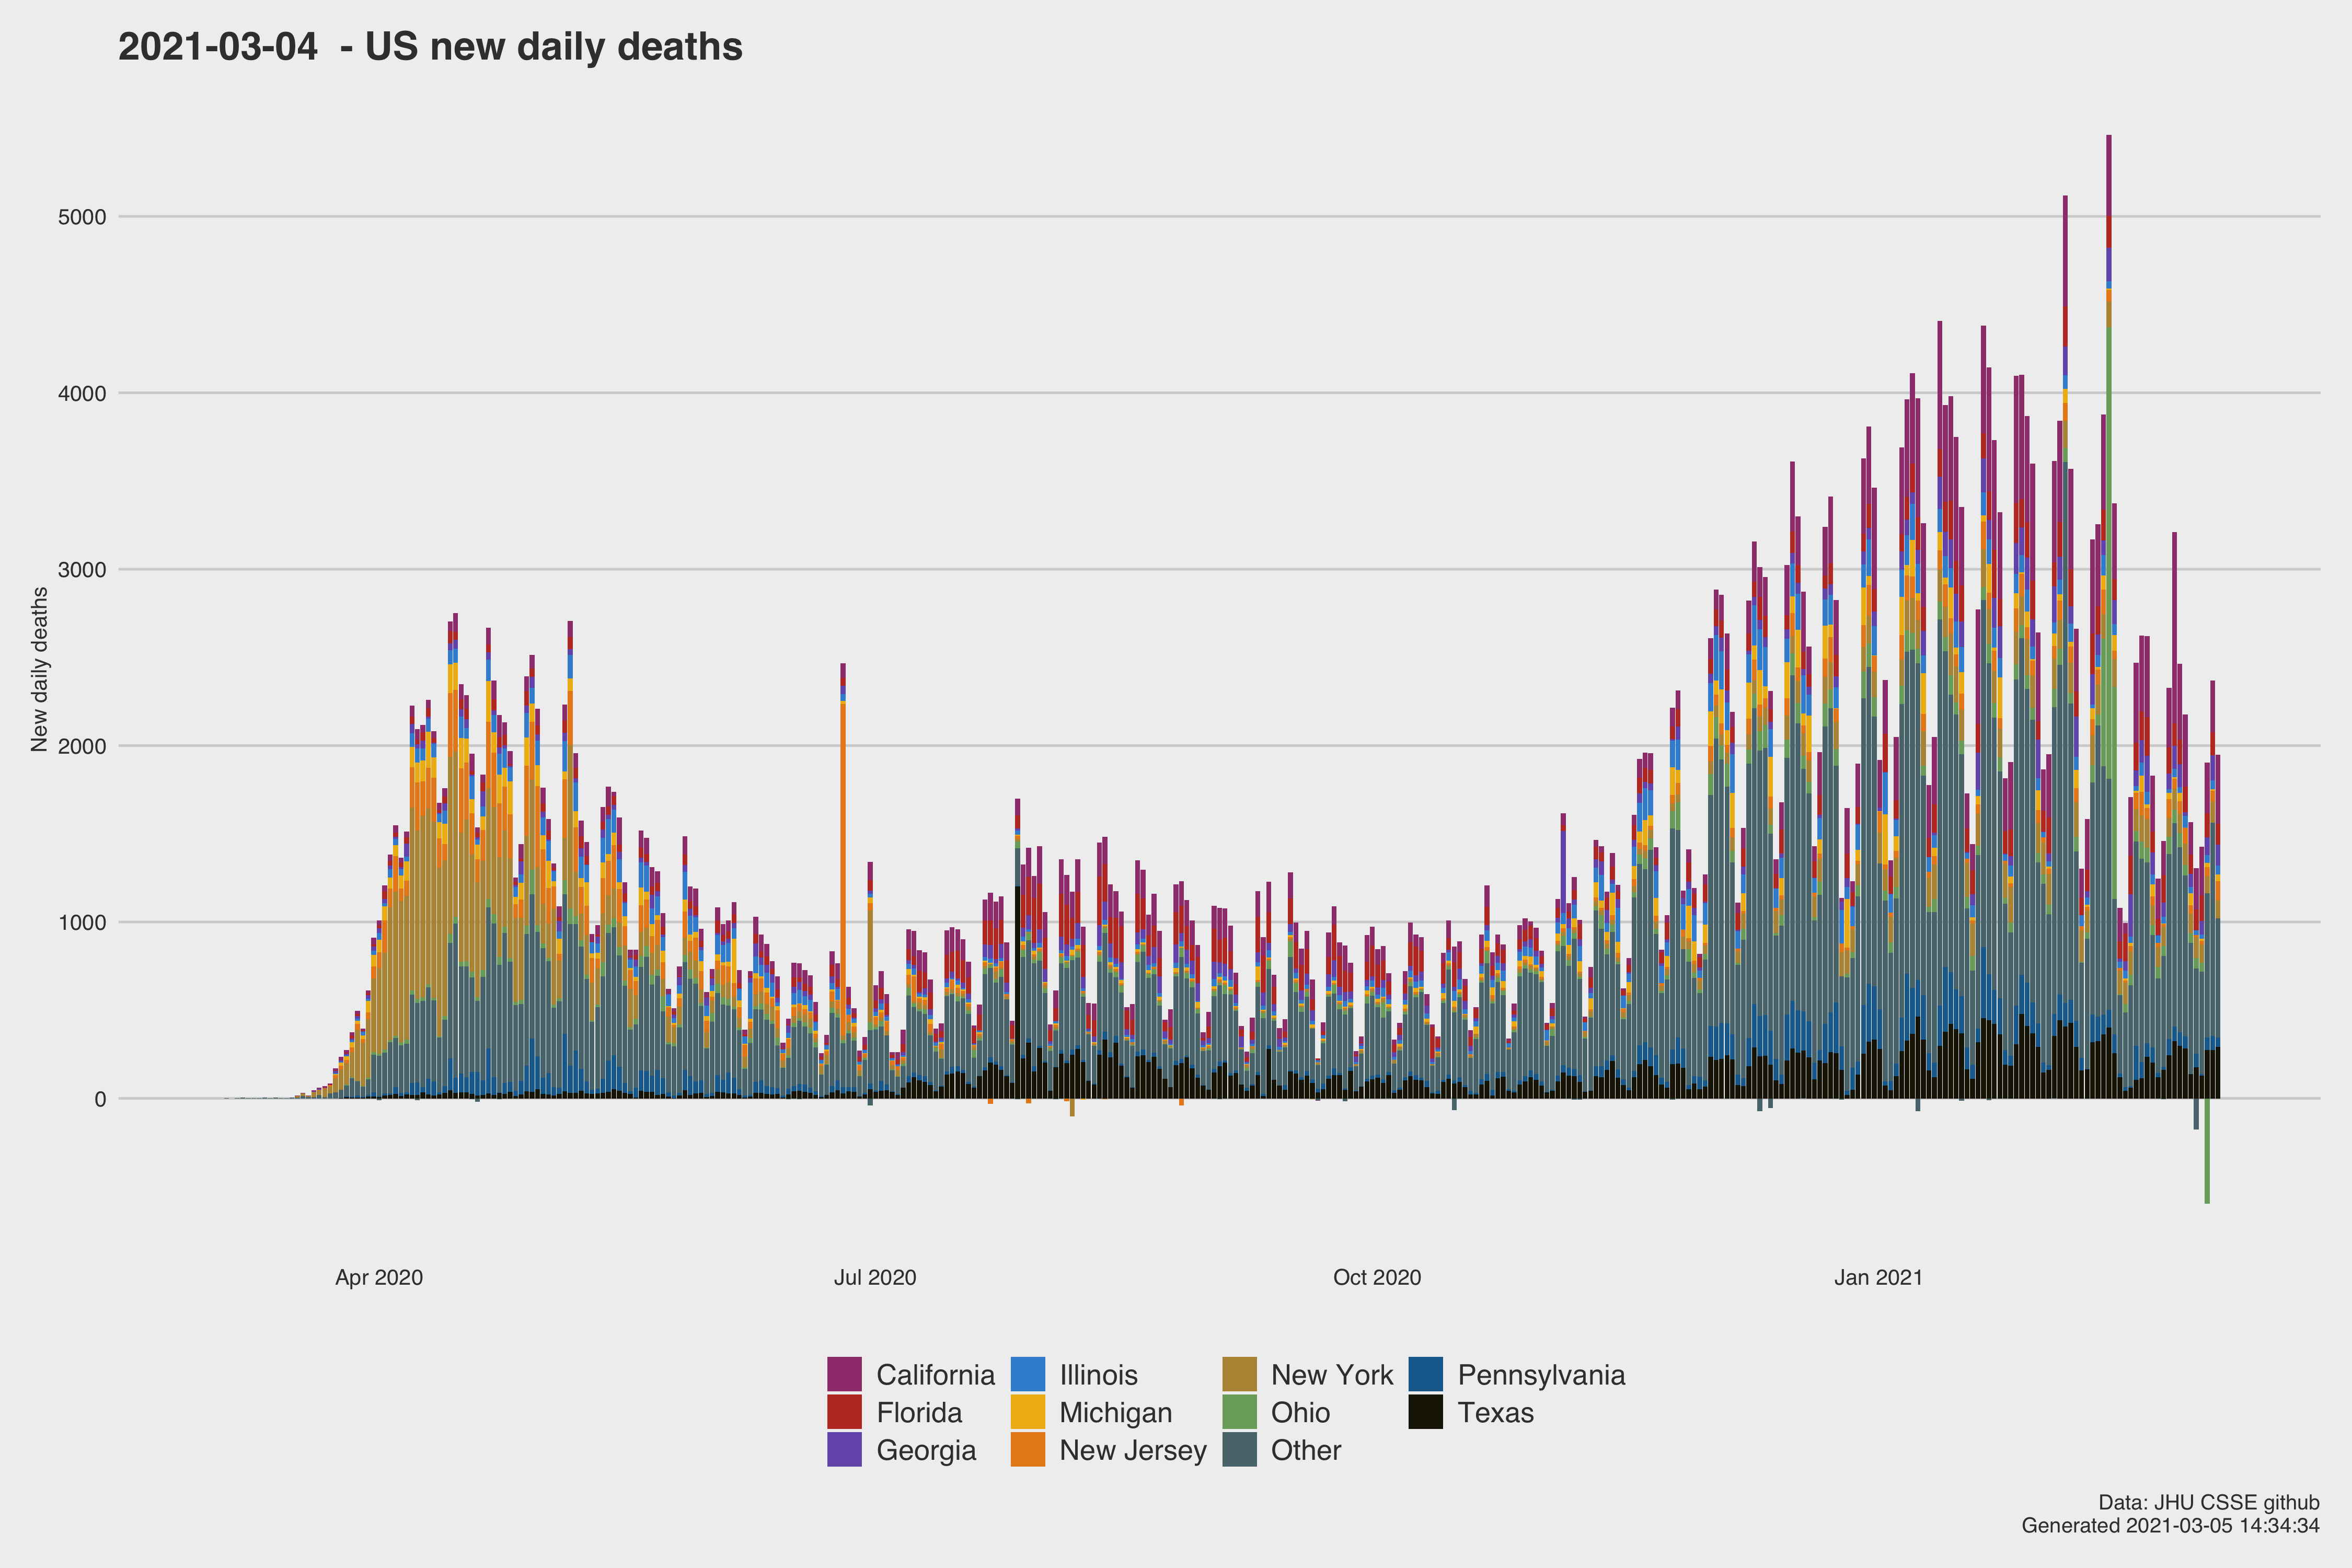 2021-03-04  - US new daily deaths
New daily deaths
5000
4000
3000
2000
1000
0
Apr 2020
Jul 2020
Oct 2020
Jan 2021
California
Florida
Georgia
Illinois
Michigan
New Jersey
New York
Ohio
Other
Pennsylvania
Texas
Data: JHU CSSE github
Generated 2021-03-05 14:34:34